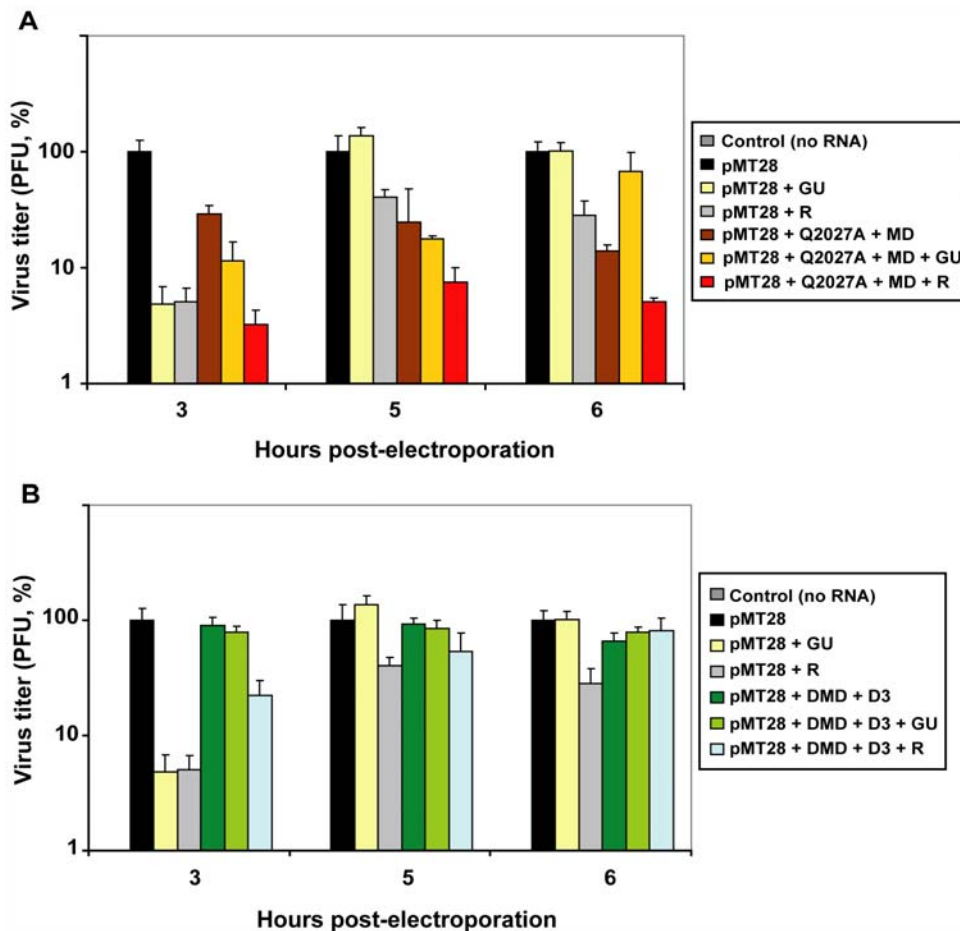 A
Virus titer (PFU, %)
100
10
1
3 5 6
Hours post-electroporation
Control (no RNA)
pMT28
pMT28 + GU
pMT28 + R
pMT28 + Q2027A + MD
pMT28 + Q2027A + MD + GU
pMT28 + Q2027A + MD + R
B
Virus titer (PFU, %)
100
10
1
3 5 6
Hours post-electroporation
Control (no RNA)
pMT28
pMT28 + GU
pMT28 + R
pMT28 + DMD + D3
pMT28 + DMD + D3 + GU
pMT28 + DMD + D3 + R